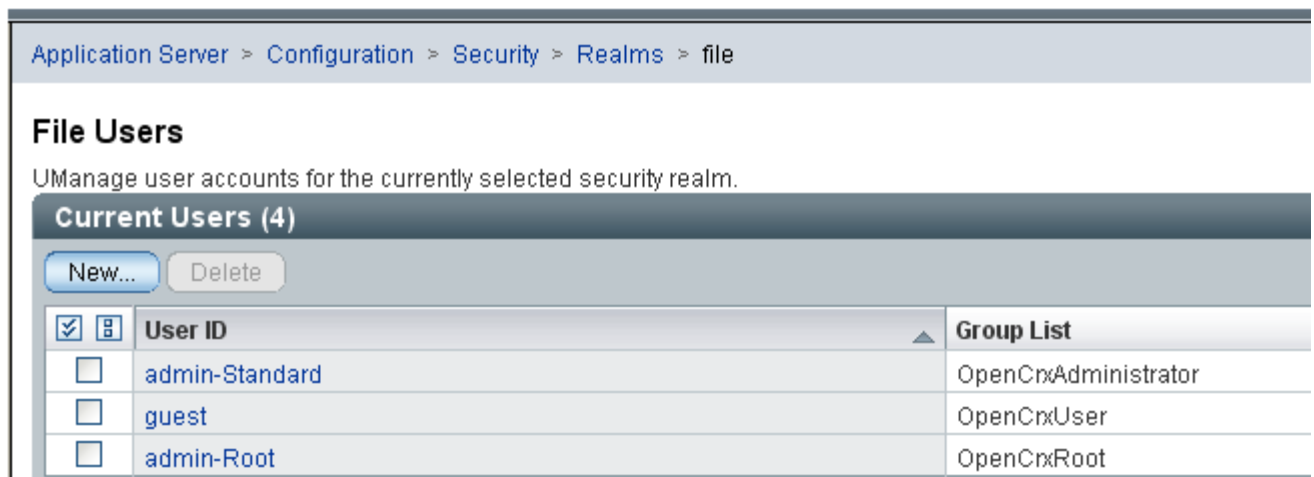 Application Server > Configuration > Security > Realms > file
File Users
UManage user accounts for the currently selected security realm.
Current Users (4)
New... Delete
User ID Group List
admin-Standard OpenCrxAdministrator
guest OpenCrxUser
admin-Root OpenCrxRoot